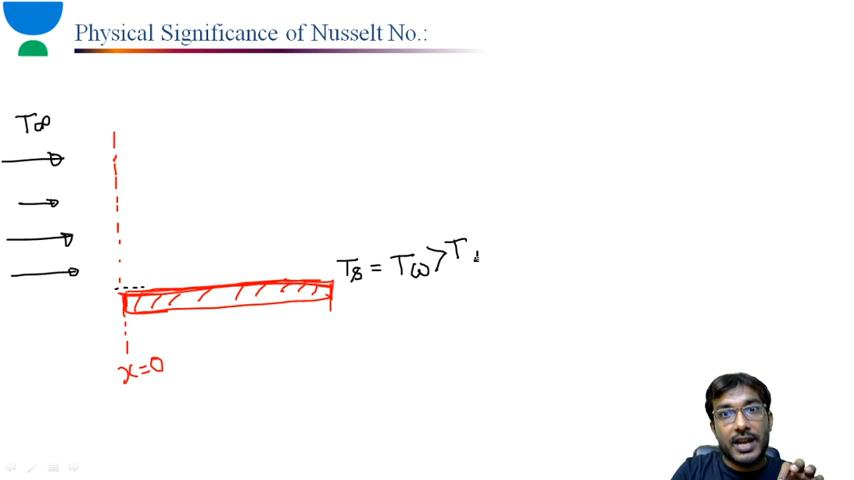 Physical Significance of Nusselt No.:
T∞
Ts = Tw > T
x=0